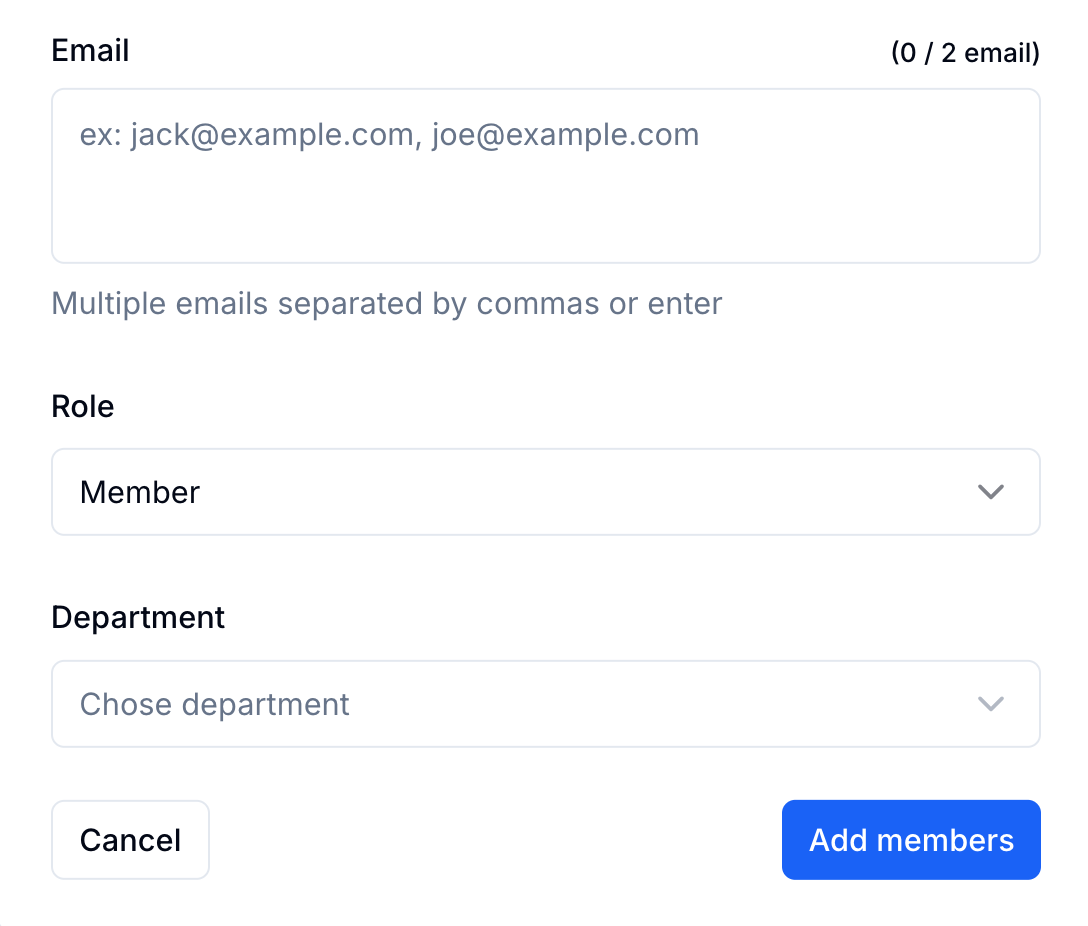 Email
(0 / 2 email)
ex: jack@example.com, joe@example.com
Multiple emails separated by commas or enter
Role
Member
Department
Chose department
Cancel
Add members